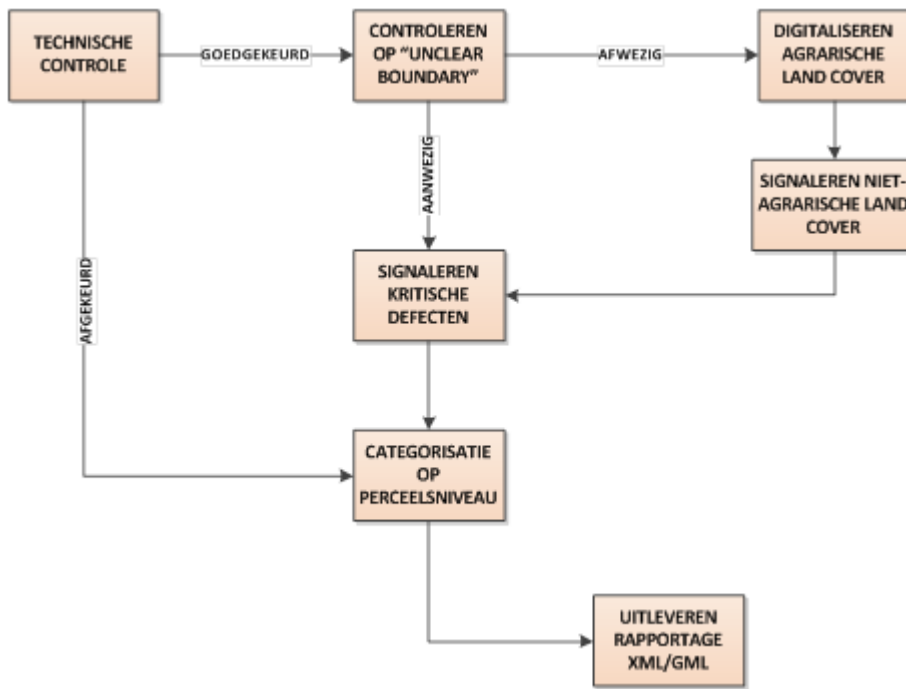 TECHNISCHE
CONTROLE
GOEDGEKEURD
CONTROLEREN
OP “UNCLEAR
BOUNDARY”
AFWEZIG
DIGITALISEREN
AGRARISCHE
LAND COVER
AANWEZIG
SIGNALEREN NIET-
AGRARISCHE LAND
COVER
AFGEKEURD
SIGNALEREN
KRITISCHE
DEFECTEN
CATEGORISATIE
OP
PERCEELSNIVEAU
UITLEVEREN
RAPPORTAGE
XML/GML